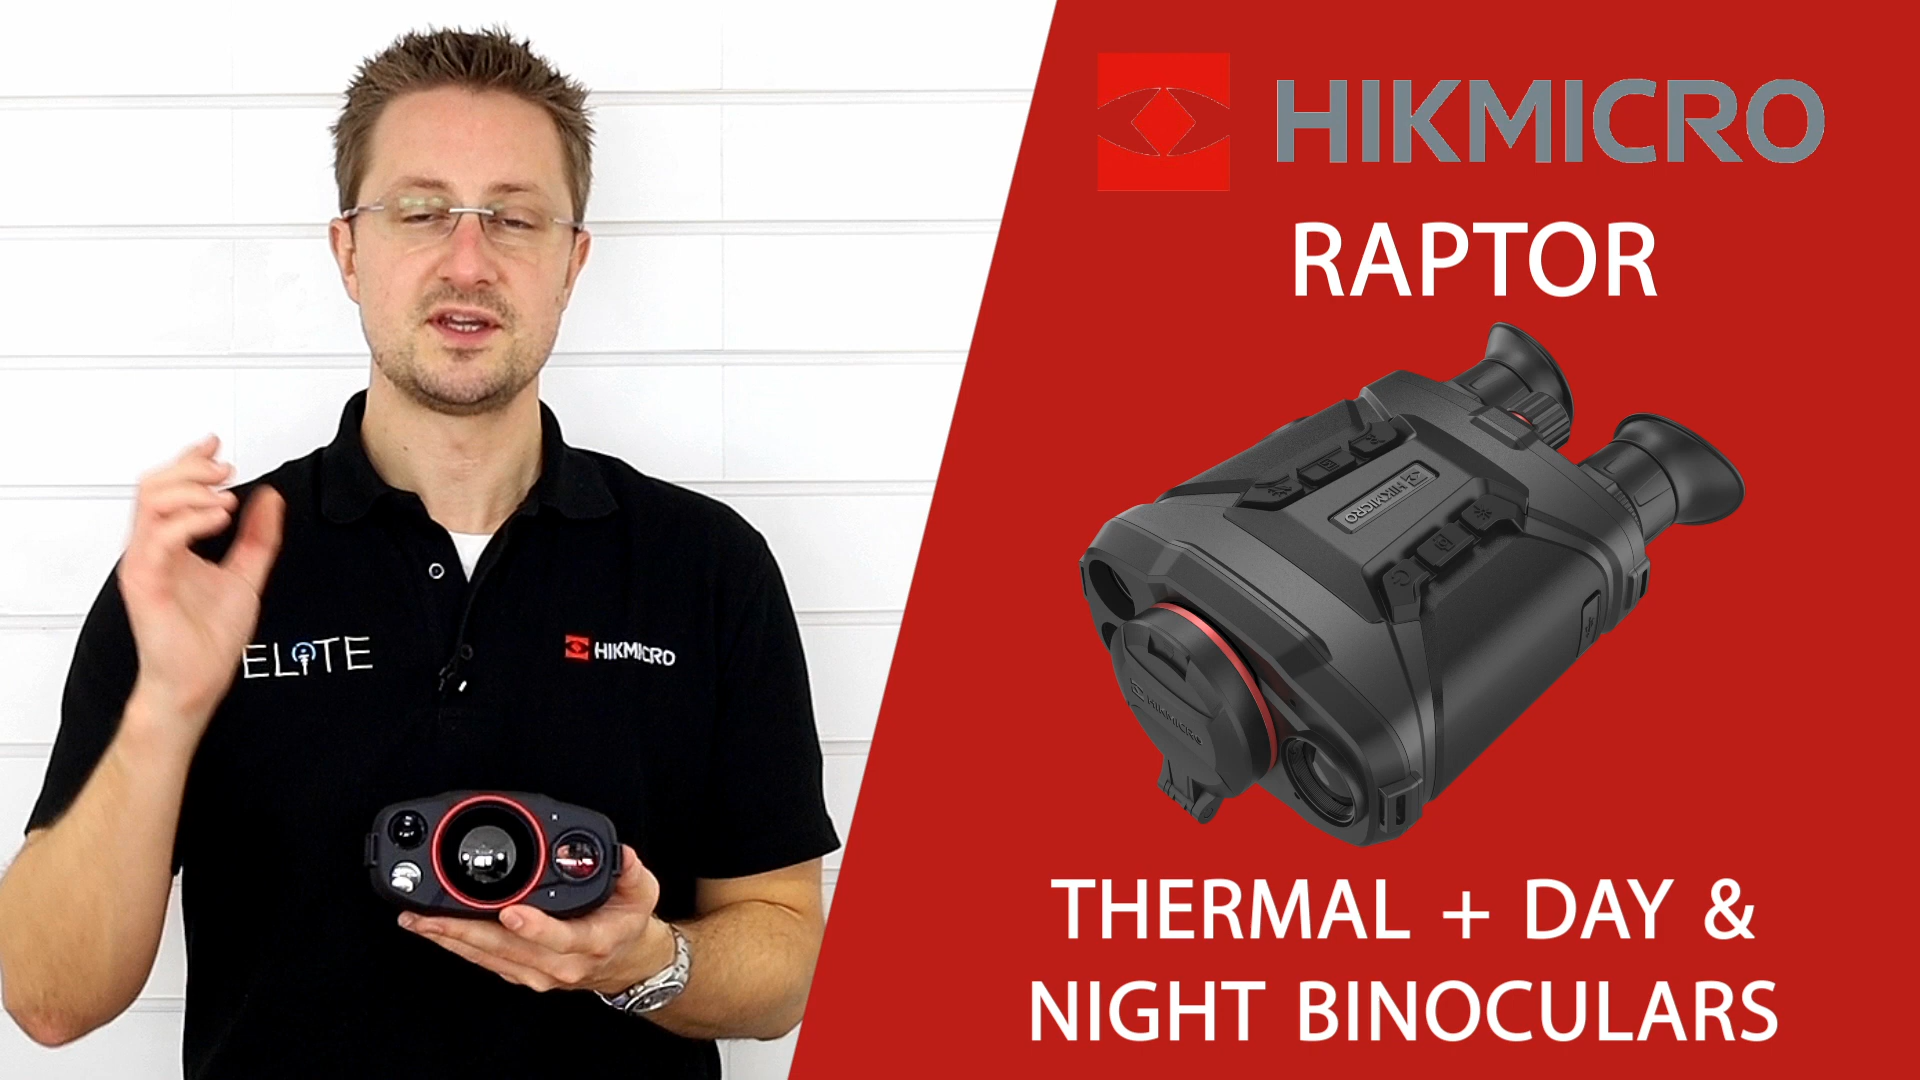 HIKMICRO
RAPTOR
THERMAL + DAY &
NIGHT BINOCULARS
ELITE
HIKMICRO
HIKMICRO
HIKMICRO